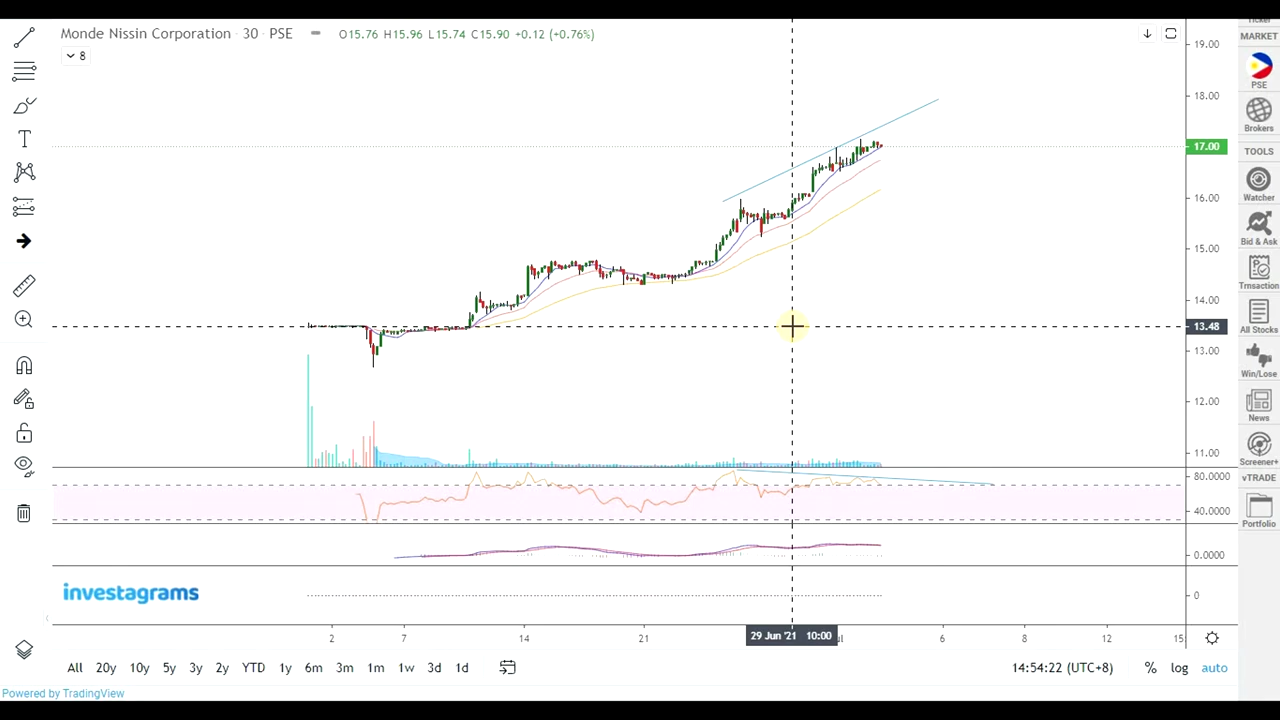 Monde Nissin Corporation · 30 · PSE
O15.76 H15.96 L15.74 C15.90 +0.12 (+0.76%)
8
T
19.00
18.00
17.00
16.00
15.00
14.00
13.48
13.00
12.00
11.00
80.0000
40.0000
0.0000
0
investagrams
2
7
14
21
29 Jun '21 10:00
ul
6
8
12
15
All
20y
10y
5y
3y
2y
YTD
1y
6m
3m
1m
1w
3d
1d
14:54:22 (UTC+8)
%
log
auto
Powered by TradingView
Ticker
MARKET
PSE
Brokers
TOOLS
Watcher
Bid & Ask
Trnsaction
All Stocks
Win/Lose
News
Screener+
vTRADE
Portfolio